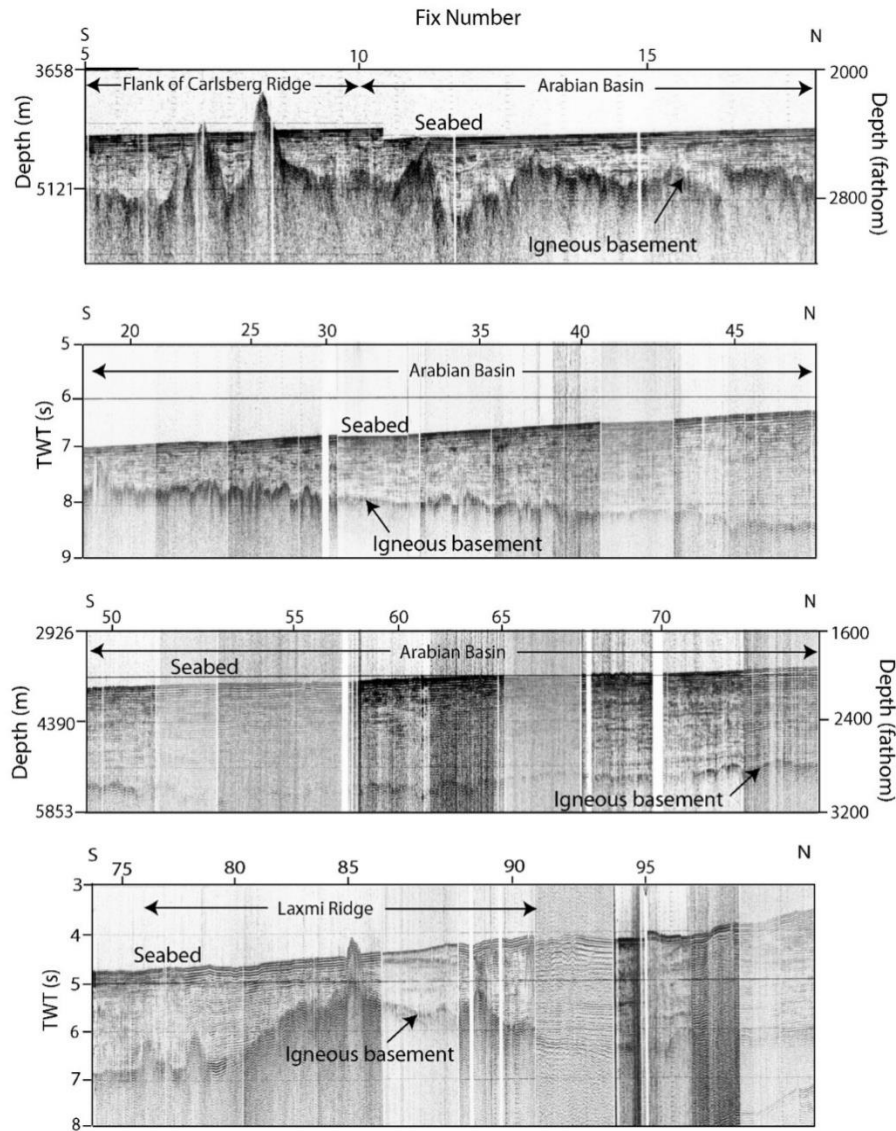 Fix Number
S
N
5
10
15
3658
2000
Flank of Carlsberg Ridge
Arabian Basin
Seabed
Depth (m)
Depth (fathom)
5121
2800
Igneous basement
S
N
20
25
30
35
40
45
5
Arabian Basin
6
Seabed
TWT (s)
7
8
Igneous basement
9
S
N
50
55
60
65
70
2926
1600
Arabian Basin
Seabed
Depth (m)
Depth (fathom)
4390
2400
Igneous basement
5853
3200
S
N
75
80
85
90
95
3
Laxmi Ridge
4
Seabed
5
TWT (s)
6
Igneous basement
7
8